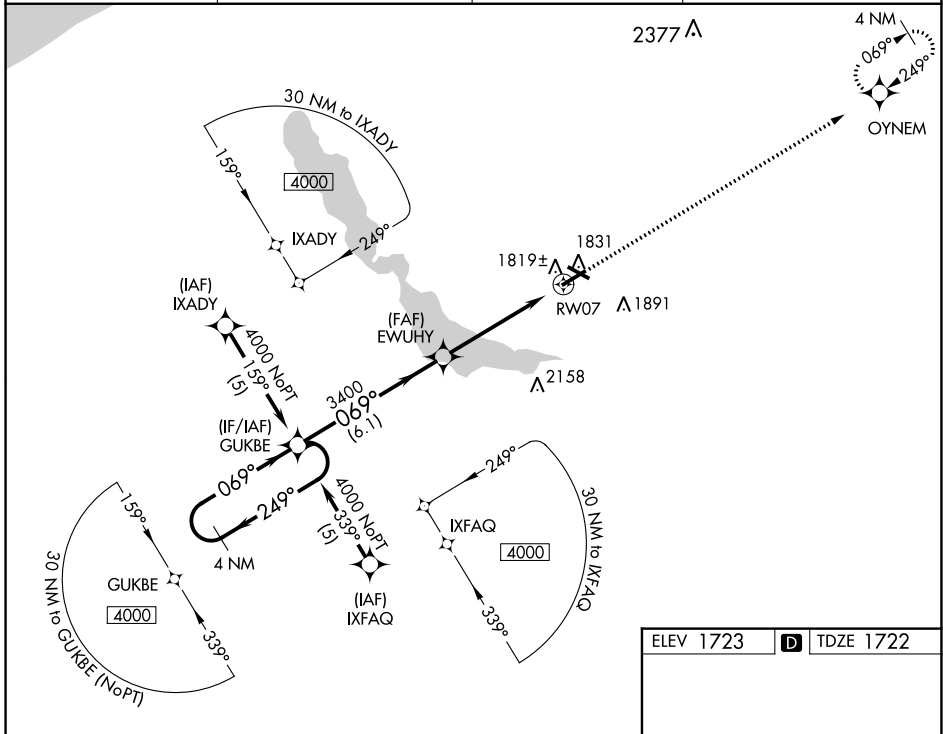 2377
4 NM
069°
249°
OYNEM
30 NM to IXADY
159°
4000
249°
IXADY
1831
1819±
RW07
1891
(IAF)
IXADY
4000 NoPT
159°
(5)
(FAF)
EWUHY
2158
3400
069°
(6.1)
(IF/IAF)
GUKBE
069°
249°
4 NM
4000 NoPT
339°
(5)
(IAF)
IXFAQ
249°
IXFAQ
4000
339°
30 NM to IXFAQ
159°
GUKBE
4000
339°
30 NM to GUKBE (NoPT)
ELEV 1723 D TDZE 1722